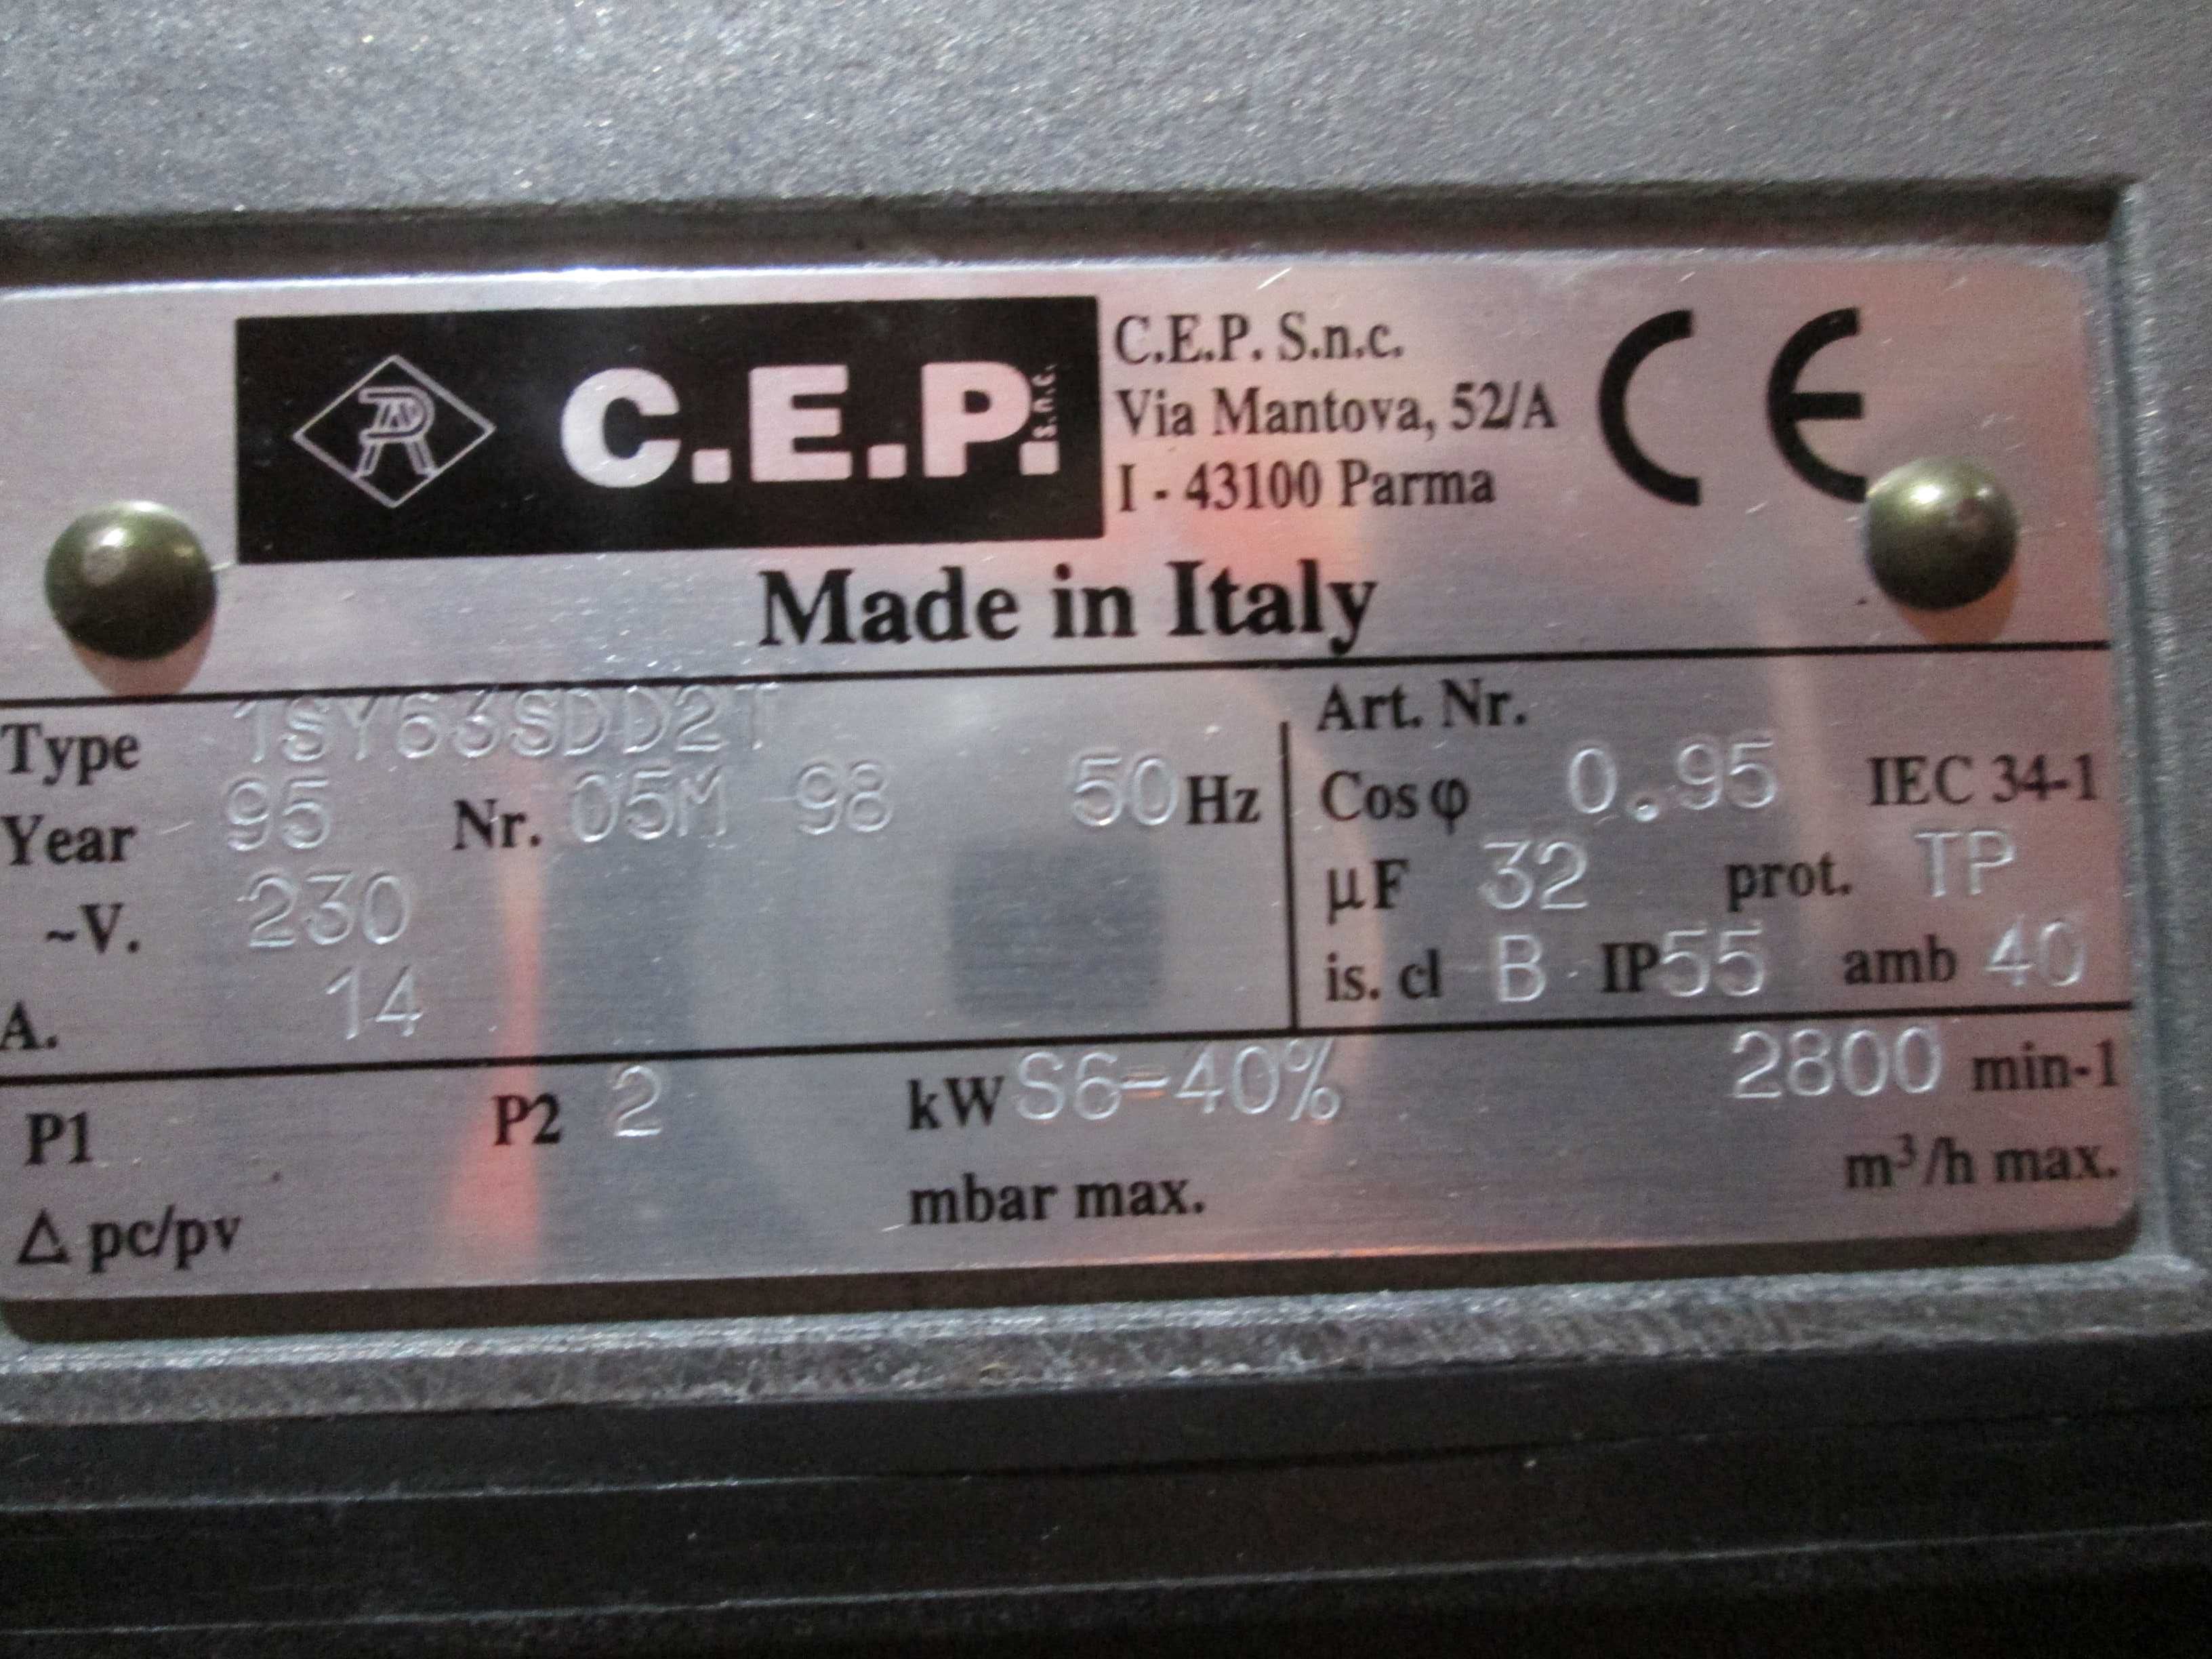 C.E.P. s.n.c.
C.E.P. S.n.c.
Via Mantova, 52/A
I - 43100 Parma
CE
Made in Italy
Type 1SY63SDD2T
Year 95 Nr. 05M 98 50 Hz
~V. 230
A. 14
Art. Nr.
Cos φ 0.95 IEC 34-1
µF 32 prot. TP
is. cl B IP55 amb 40
P1 P2 2 kW S6-40% 2800 min-1
Δ pc/pv mbar max. m³/h max.